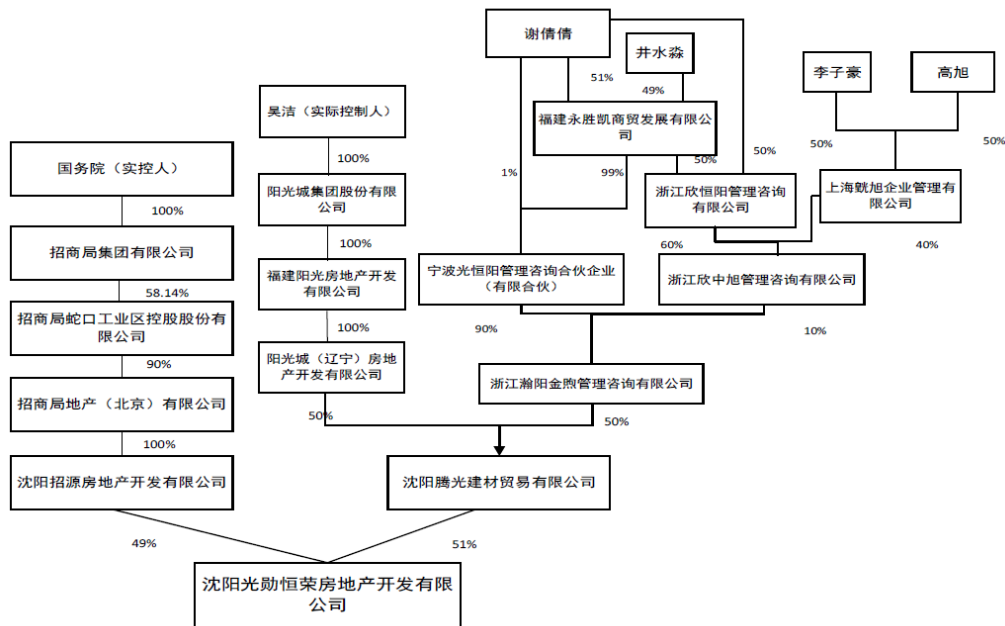 谢倩倩
井水淼
李子豪
高旭
51%
49%
吴洁（实际控制人）
福建永胜凯商贸发展有限公
司
50%
50%
100%
国务院（实控人）
1%
99%
50%
50%
阳光城集团股份有限
公司
浙江欣恒阳管理咨询
有限公司
上海觥旭企业管理有
限公司
100%
招商局集团有限公司
100%
60%
40%
福建阳光房地产开发
有限公司
宁波光恒阳管理咨询合伙企业
（有限合伙）
浙江欣中旭管理咨询有限公司
58.14%
招商局蛇口工业区控股股份有
限公司
100%
90%
10%
90%
阳光城（辽宁）房地
产开发有限公司
浙江瀚阳金煦管理咨询有限公司
招商局地产（北京）有限公司
50%
50%
100%
沈阳招源房地产开发有限公司
沈阳腾光建材贸易有限公司
49%
51%
沈阳光勋恒荣房地产开发有限
公司